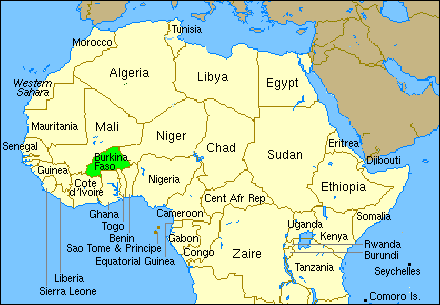 Tunisia
Morocco
Algeria
Libya
Egypt
Western
Sahara
Mauritania
Mali
Niger
Chad
Sudan
Eritrea
Senegal
Burkina
Faso
Djibouti
Guinea
Cote
d'Ivoire
Nigeria
Cent Afr Rep
Ethiopia
Ghana
Togo
Benin
Sao Tome & Principe
Equatorial Guinea
Cameroon
Gabon
Congo
Zaire
Uganda
Kenya
Somalia
Rwanda
Burundi
Tanzania
Seychelles
Liberia
Sierra Leone
Comoro Is.